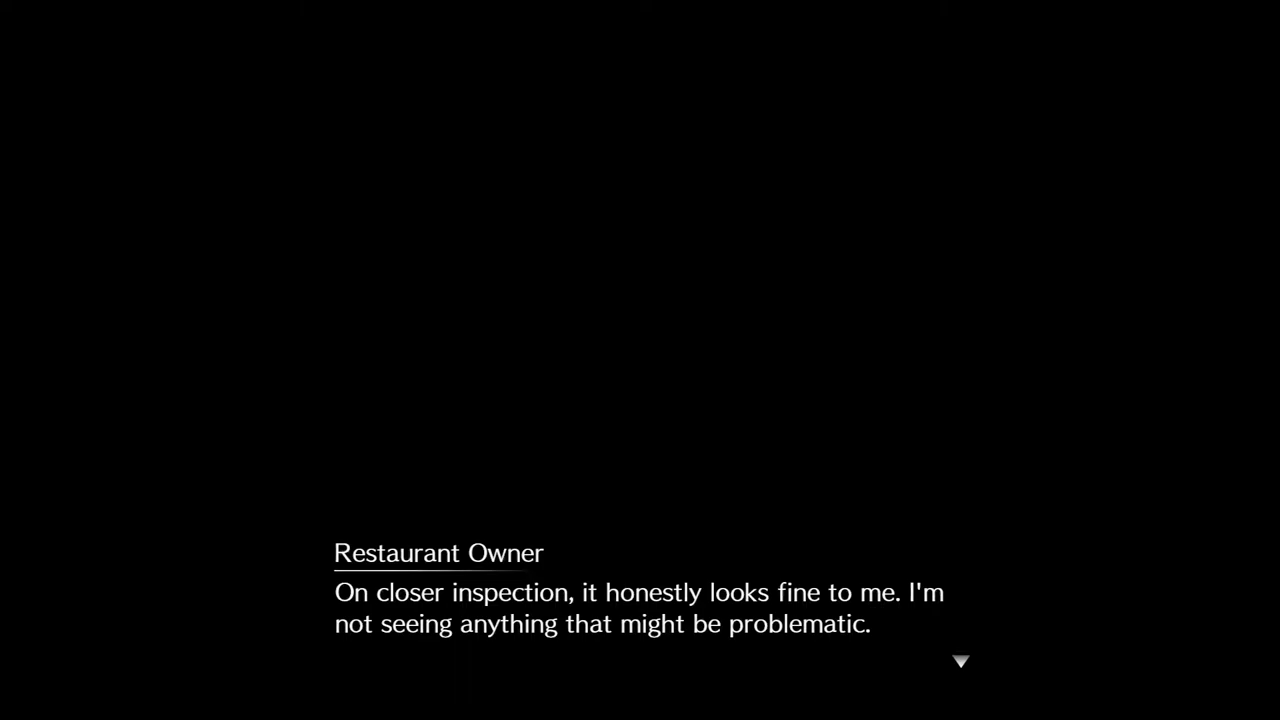 Restaurant Owner
On closer inspection, it honestly looks fine to me. I'm
not seeing anything that might be problematic.